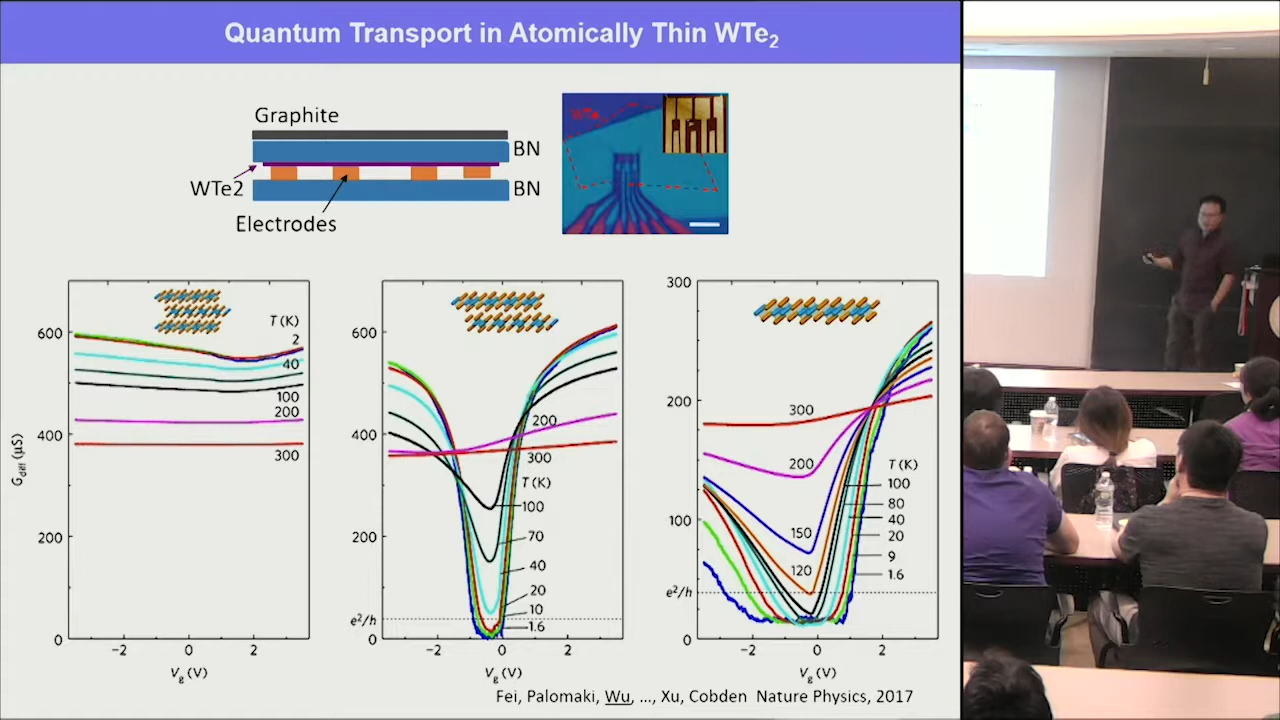 Quantum Transport in Atomically Thin WTe2
Graphite
BN
WTe2
BN
Electrodes
WTe2
T (K)
2
40
100
200
300
600
400
200
0
-2
0
2
Vg (V)
Gdiff (µS)
200
300
T (K)
100
70
40
20
10
1.6
600
400
200
e²/h
0
-2
0
2
Vg (V)
300
200
100
e²/h
0
300
200
150
120
T (K)
100
80
40
20
9
1.6
-2
0
2
Vg (V)
Fei, Palomaki, Wu, ..., Xu, Cobden Nature Physics, 2017